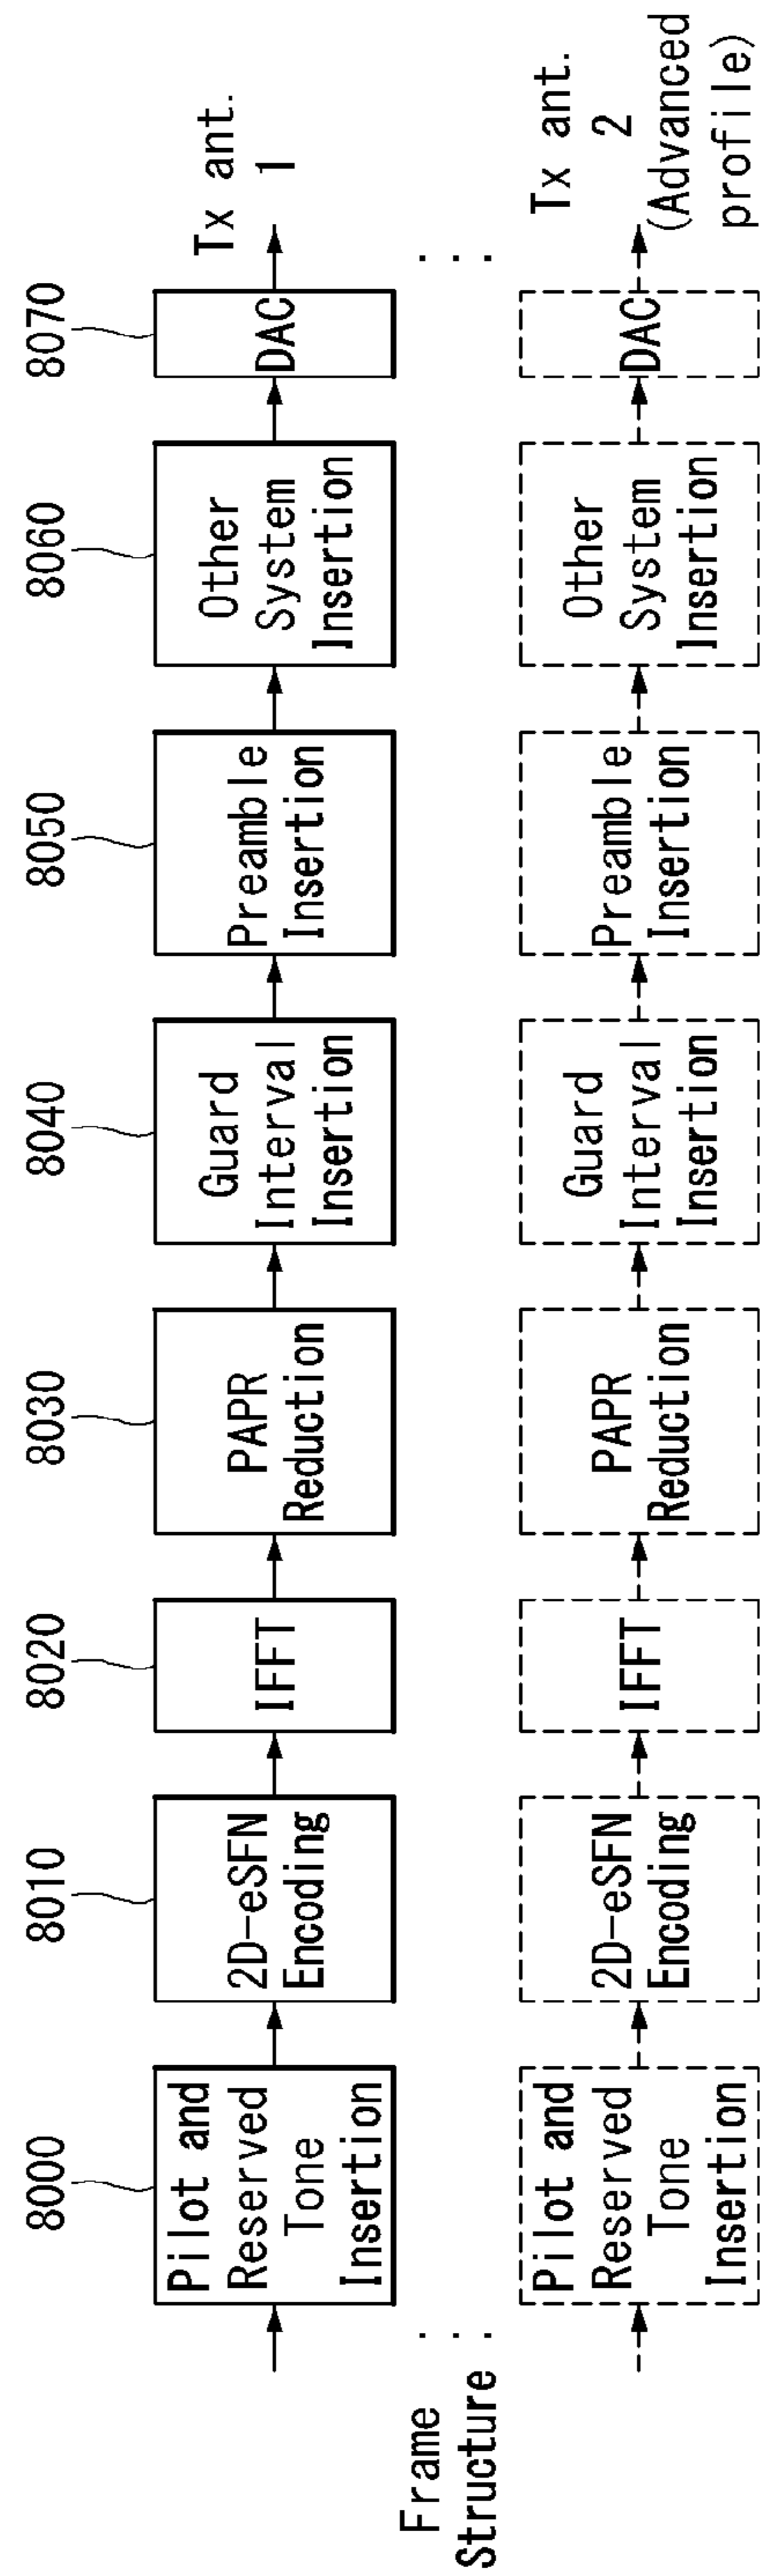 8000
8010
8020
8030
8040
8050
8060
8070
Pilot and
Reserved
Tone
Insertion
2D-eSFN
Encoding
IFFT
PAPR
Reduction
Guard
Interval
Insertion
Preamble
Insertion
Other
System
Insertion
DAC
Tx ant.
1
Frame
Structure
...
...
Pilot and
Reserved
Tone
Insertion
2D-eSFN
Encoding
IFFT
PAPR
Reduction
Guard
Interval
Insertion
Preamble
Insertion
Other
System
Insertion
DAC
Tx ant.
2
(Advanced
profile)